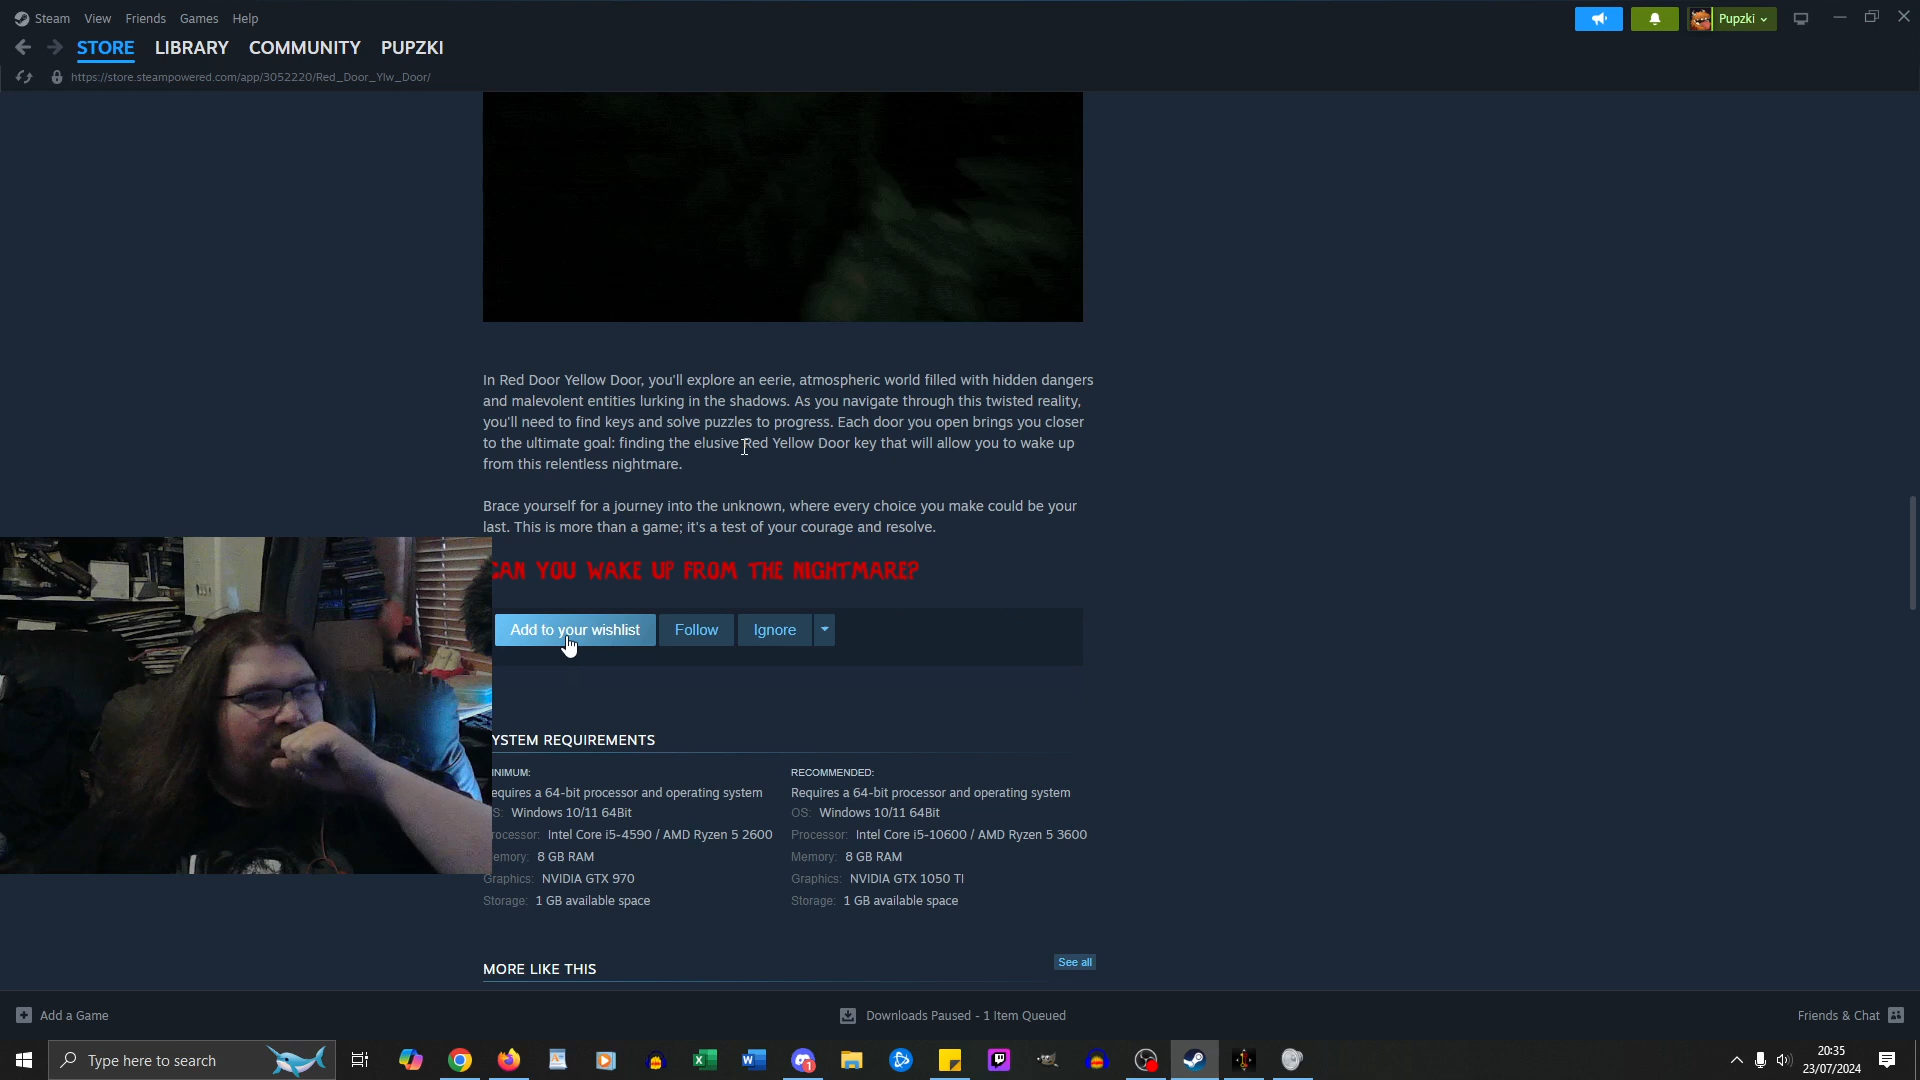 Steam View Friends Games Help
Pupzki
STORE LIBRARY COMMUNITY PUPZKI
https://store.steampowered.com/app/3052220/Red_Door_Ylw_Door/
In Red Door Yellow Door, you'll explore an eerie, atmospheric world filled with hidden dangers
and malevolent entities lurking in the shadows. As you navigate through this twisted reality,
you'll need to find keys and solve puzzles to progress. Each door you open brings you closer
to the ultimate goal: finding the elusive Red Yellow Door key that will allow you to wake up
from this relentless nightmare.
Brace yourself for a journey into the unknown, where every choice you make could be your
last. This is more than a game; it's a test of your courage and resolve.
CAN YOU WAKE UP FROM THE NIGHTMARE?
Add to your wishlist Follow Ignore
YSTEM REQUIREMENTS
INIMUM:
equires a 64-bit processor and operating system
S: Windows 10/11 64Bit
rocessor: Intel Core i5-4590 / AMD Ryzen 5 2600
emory: 8 GB RAM
Graphics: NVIDIA GTX 970
Storage: 1 GB available space
RECOMMENDED:
Requires a 64-bit processor and operating system
OS: Windows 10/11 64Bit
Processor: Intel Core i5-10600 / AMD Ryzen 5 3600
Memory: 8 GB RAM
Graphics: NVIDIA GTX 1050 TI
Storage: 1 GB available space
MORE LIKE THIS See all
Add a Game Downloads Paused - 1 Item Queued Friends & Chat
Type here to search
20:35
23/07/2024